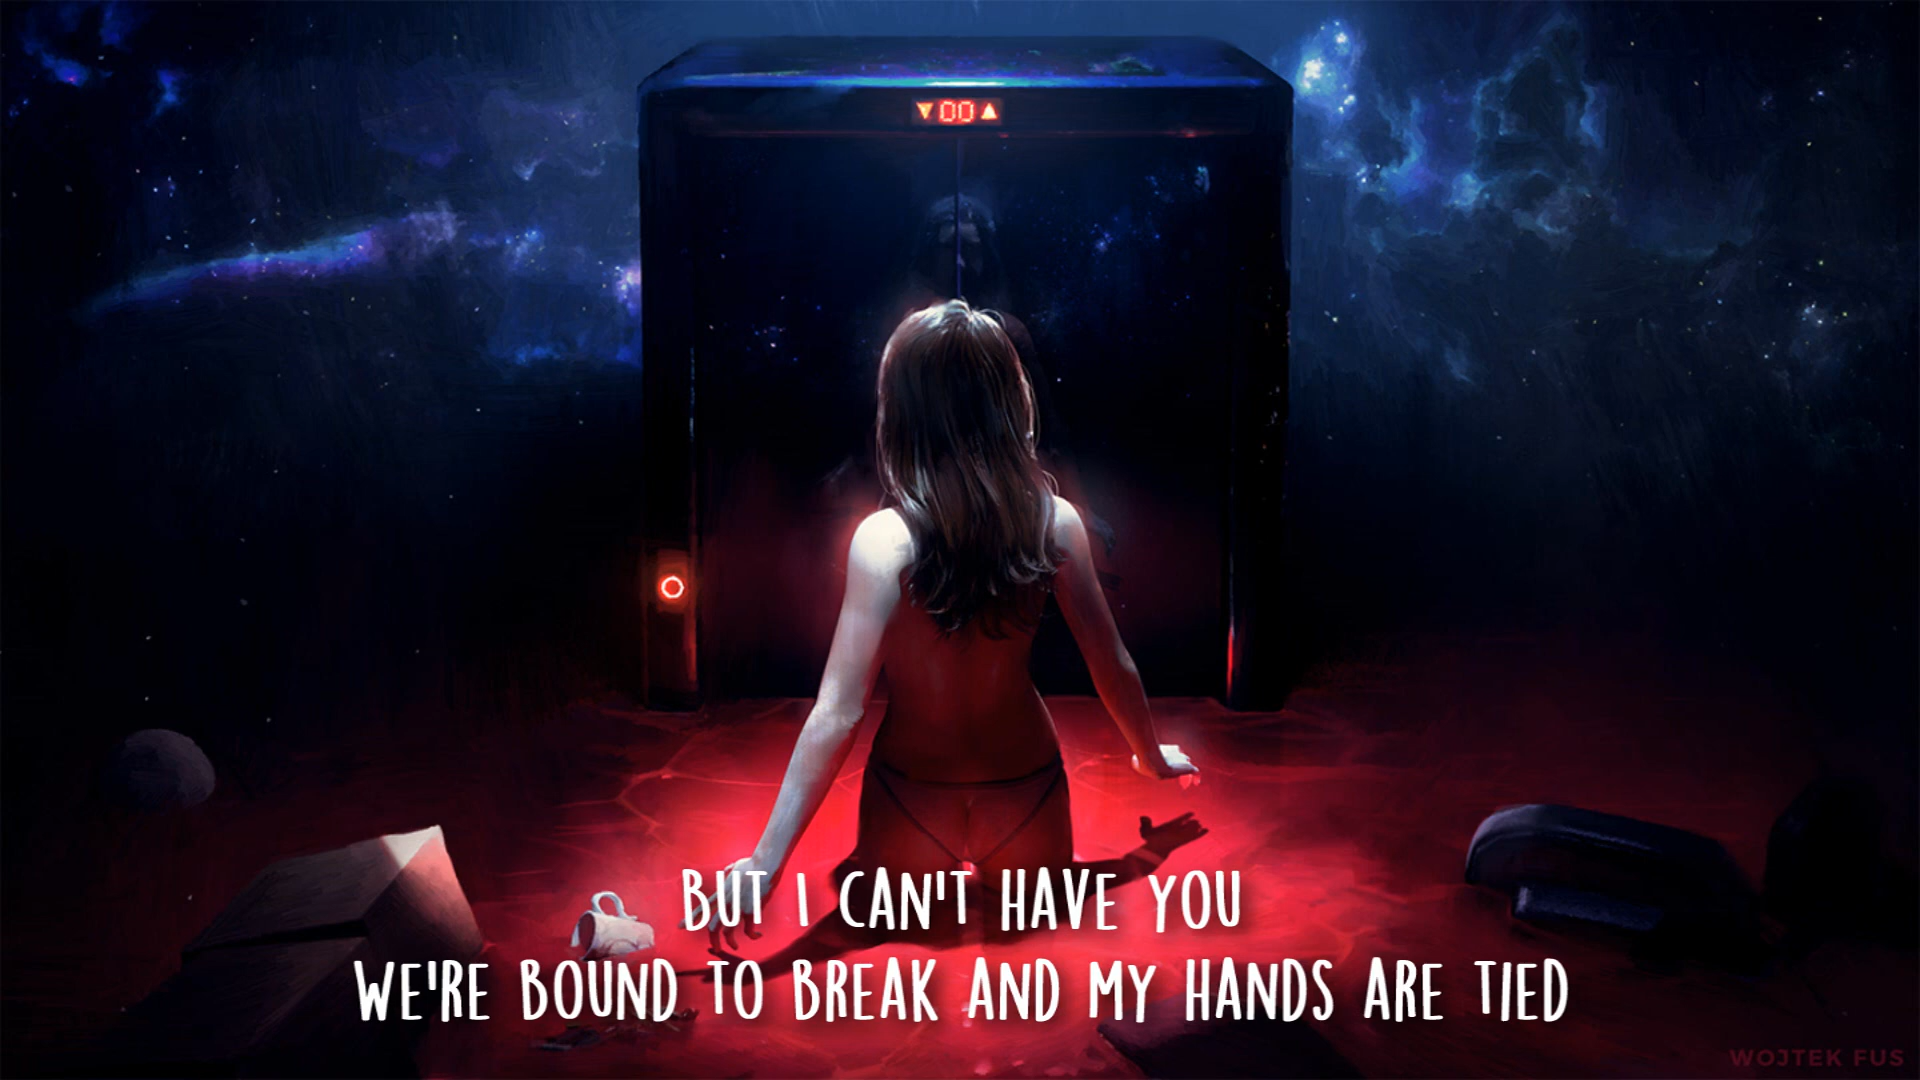 ▼00▲
BUT I CAN'T HAVE YOU
WE'RE BOUND TO BREAK AND MY HANDS ARE TIED
WOJTEK FUS